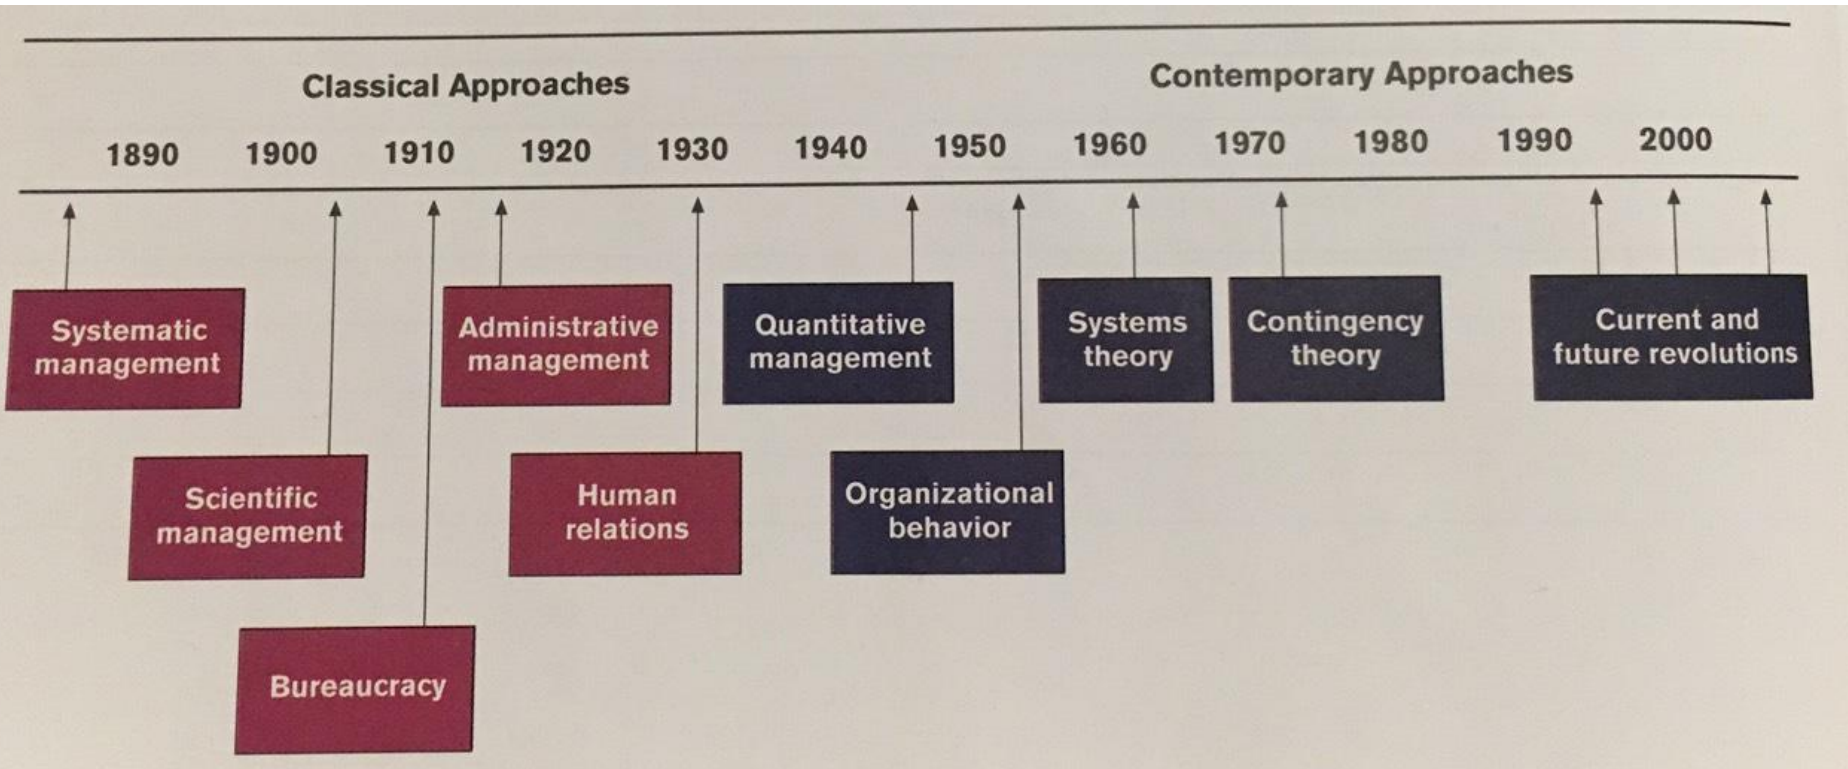 Classical Approaches
Contemporary Approaches
1890 1900 1910 1920 1930 1940 1950 1960 1970 1980 1990 2000
Systematic
management
Administrative
management
Quantitative
management
Systems
theory
Contingency
theory
Current and
future revolutions
Scientific
management
Human
relations
Organizational
behavior
Bureaucracy